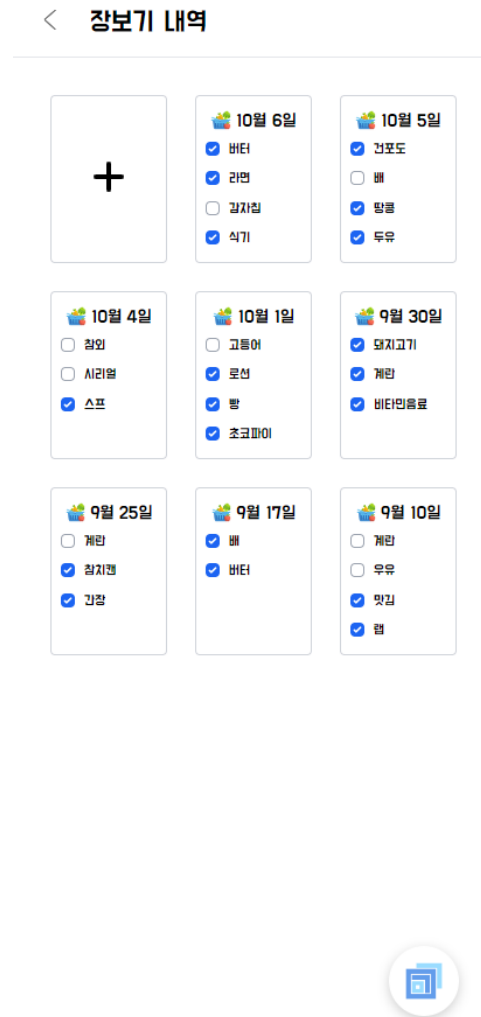 장보기 내역
10월 6일
버터
라면
감자칩
식기
10월 5일
건포도
배
땅콩
두유
10월 4일
참외
시리얼
스프
10월 1일
고등어
로션
빵
초코파이
9월 30일
돼지고기
계란
비타민음료
9월 25일
계란
참치캔
간장
9월 17일
배
버터
9월 10일
계란
우유
맛김
랩